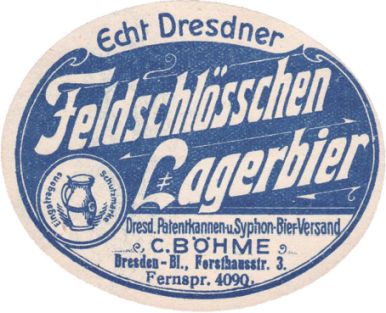 Echt Dresdner
Feldschlösschen
Lagerbier
Eingetragene Schutzmarke
Dresd. Patentkannen-u. Syphon-Bier-Versand
C. BÖHME
Dresden-Bl., Forsthausstr. 3.
Fernspr. 4090.